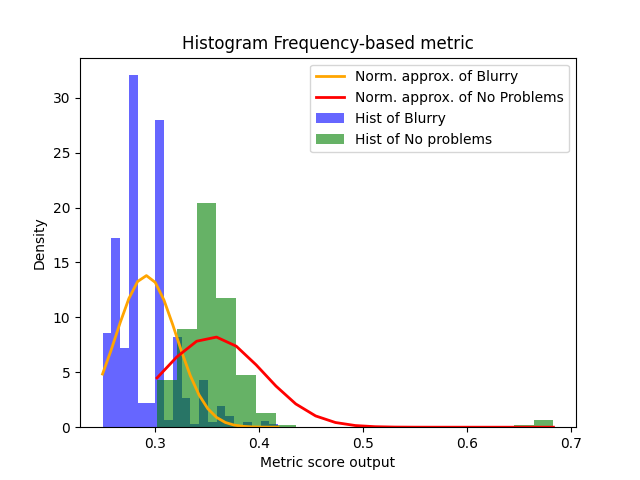 Histogram Frequency-based metric
Norm. approx. of Blurry
Norm. approx. of No Problems
Hist of Blurry
Hist of No problems
30
25
20
15
10
5
0
Density
0.3
0.4
0.5
0.6
0.7
Metric score output